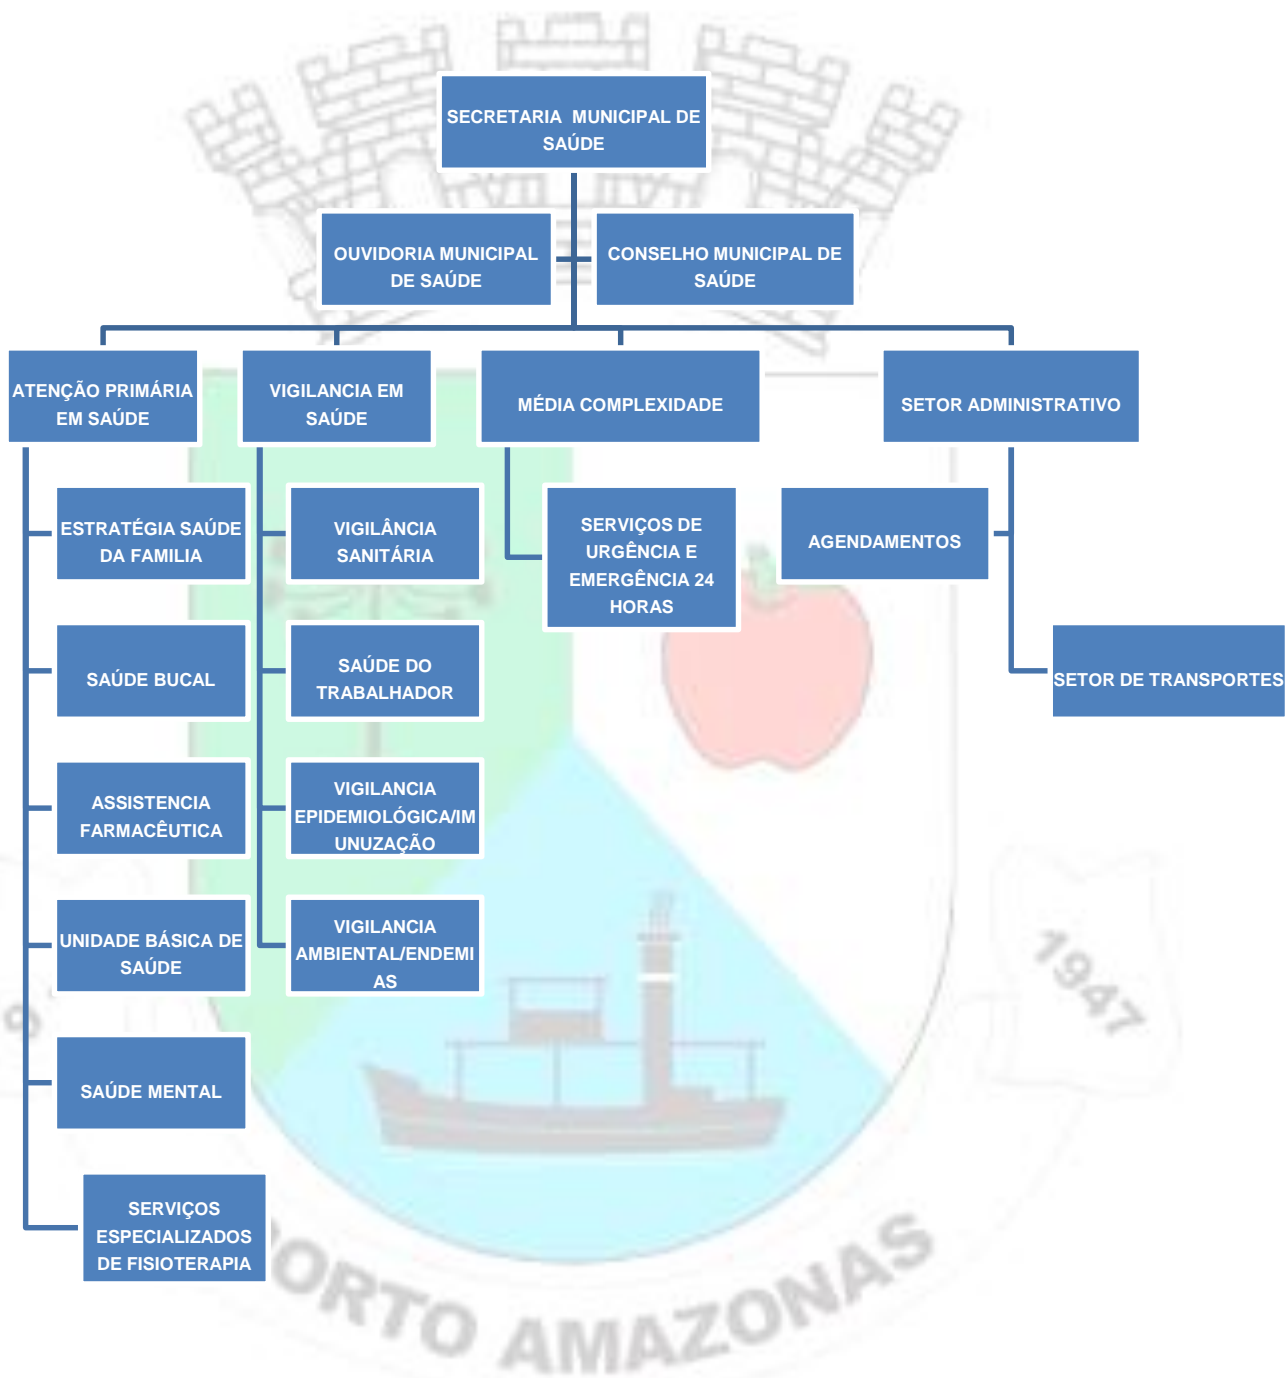 SECRETARIA MUNICIPAL DE
SAÚDE
OUVIDORIA MUNICIPAL
DE SAÚDE
CONSELHO MUNICIPAL DE
SAÚDE
ATENÇÃO PRIMÁRIA
EM SAÚDE
VIGILANCIA EM
SAÚDE
MÉDIA COMPLEXIDADE
SETOR ADMINISTRATIVO
ESTRATÉGIA SAÚDE
DA FAMILIA
SAÚDE BUCAL
ASSISTENCIA
FARMACÊUTICA
UNIDADE BÁSICA DE
SAÚDE
SAÚDE MENTAL
SERVIÇOS
ESPECIALIZADOS
DE FISIOTERAPIA
VIGILÂNCIA
SANITÁRIA
SAÚDE DO
TRABALHADOR
VIGILANCIA
EPIDEMIOLÓGICA/IM
UNUZAÇÃO
VIGILANCIA
AMBIENTAL/ENDEMI
AS
SERVIÇOS DE
URGÊNCIA E
EMERGÊNCIA 24
HORAS
AGENDAMENTOS
SETOR DE TRANSPORTES
1947
PORTO AMAZONAS